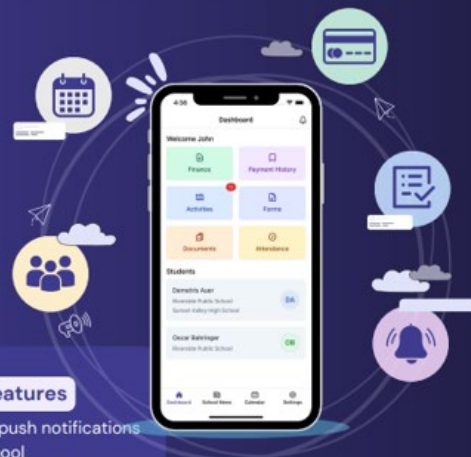 4:36
Dashboard
Welcome John
Finance
Payment History
Activities
Forms
Documents
Attendance
Students
Demetris Auer
Riverside Public School
Sunset Valley High School
DA
Oscar Bahringer
Riverside Public School
OB
Dashboard
School News
Calendar
Settings
eatures
push notifications
ool